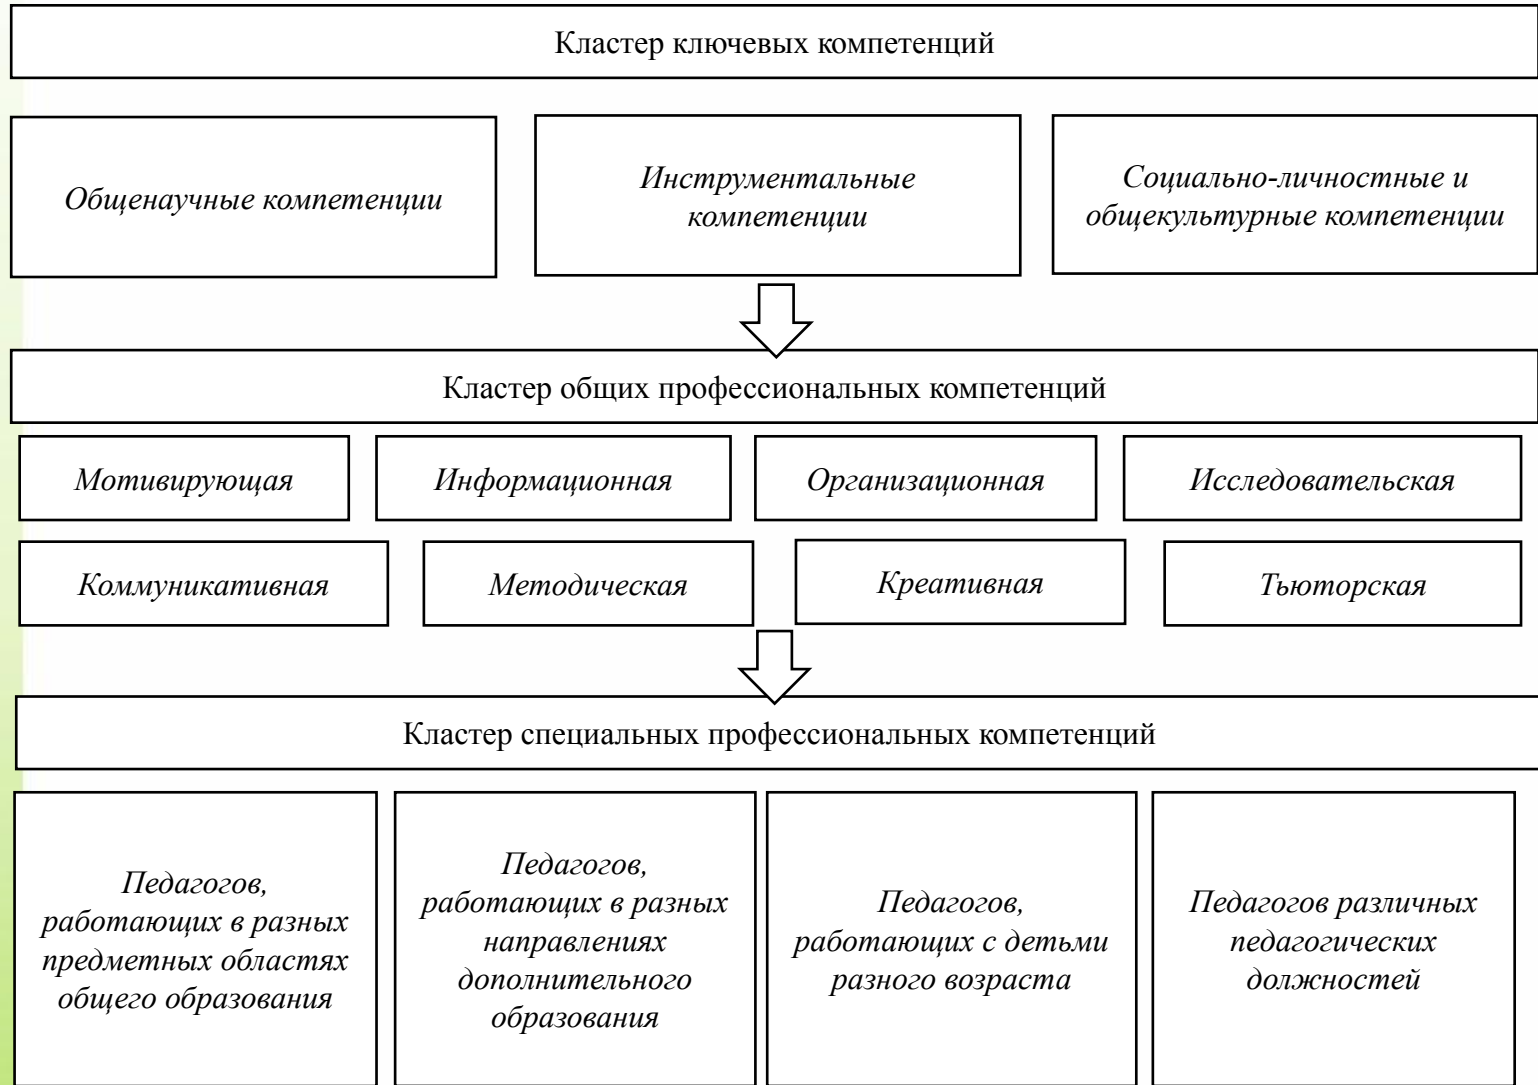 Кластер ключевых компетенций
Общенаучные компетенции
Инструментальные
компетенции
Социально-личностные и
общекультурные компетенции
Кластер общих профессиональных компетенций
Мотивирующая
Информационная
Организационная
Исследовательская
Коммуникативная
Методическая
Креативная
Тьюторская
Кластер специальных профессиональных компетенций
Педагогов,
работающих в разных
предметных областях
общего образования
Педагогов,
работающих в разных
направлениях
дополнительного
образования
Педагогов,
работающих с детьми
разного возраста
Педагогов различных
педагогических
должностей